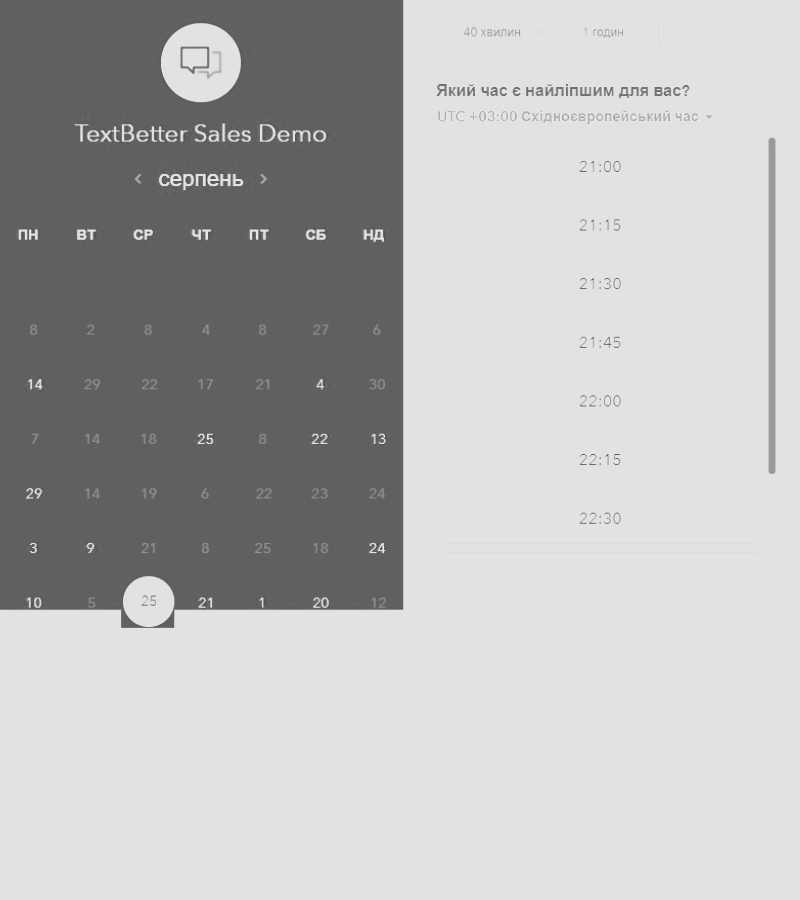 TextBetter Sales Demo
серпень
ПН ВТ СР ЧТ ПТ СБ НД
8 2 8 4 8 27 6
14 29 22 17 21 4 30
7 14 18 25 8 22 13
29 14 19 6 22 23 24
3 9 21 8 25 18 24
10 5 25 21 1 20 12
40 хвилин 1 годин
Який час є найліпшим для вас?
UTC +03:00 Східноєвропейський час
21:00
21:15
21:30
21:45
22:00
22:15
22:30